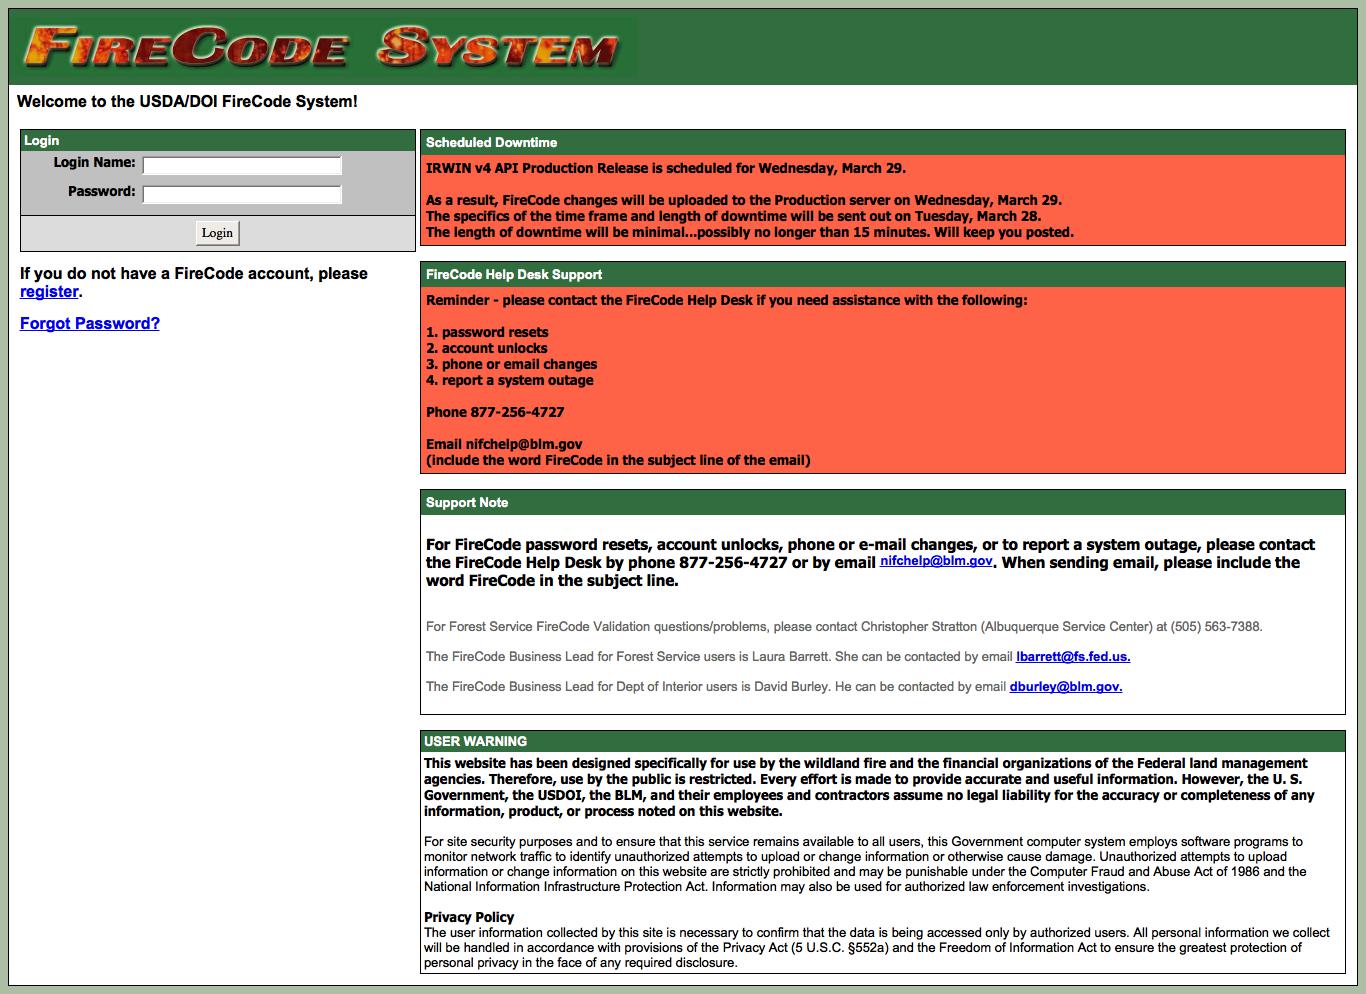 FireCode System
Welcome to the USDA/DOI FireCode System!
Login
Login Name:
Password:
Login
If you do not have a FireCode account, please
register.
Forgot Password?
Scheduled Downtime
IRWIN v4 API Production Release is scheduled for Wednesday, March 29.
As a result, FireCode changes will be uploaded to the Production server on Wednesday, March 29.
The specifics of the time frame and length of downtime will be sent out on Tuesday, March 28.
The length of downtime will be minimal...possibly no longer than 15 minutes. Will keep you posted.
FireCode Help Desk Support
Reminder - please contact the FireCode Help Desk if you need assistance with the following:
1. password resets
2. account unlocks
3. phone or email changes
4. report a system outage
Phone 877-256-4727
Email nifchelp@blm.gov
(include the word FireCode in the subject line of the email)
Support Note
For FireCode password resets, account unlocks, phone or e-mail changes, or to report a system outage, please contact
the FireCode Help Desk by phone 877-256-4727 or by email nifchelp@blm.gov. When sending email, please include the
word FireCode in the subject line.
For Forest Service FireCode Validation questions/problems, please contact Christopher Stratton (Albuquerque Service Center) at (505) 563-7388.
The FireCode Business Lead for Forest Service users is Laura Barrett. She can be contacted by email lbarrett@fs.fed.us.
The FireCode Business Lead for Dept of Interior users is David Burley. He can be contacted by email dburley@blm.gov.
USER WARNING
This website has been designed specifically for use by the wildland fire and the financial organizations of the Federal land management
agencies. Therefore, use by the public is restricted. Every effort is made to provide accurate and useful information. However, the U. S.
Government, the USDOI, the BLM, and their employees and contractors assume no legal liability for the accuracy or completeness of any
information, product, or process noted on this website.
For site security purposes and to ensure that this service remains available to all users, this Government computer system employs software programs to
monitor network traffic to identify unauthorized attempts to upload or change information or otherwise cause damage. Unauthorized attempts to upload
information or change information on this website are strictly prohibited and may be punishable under the Computer Fraud and Abuse Act of 1986 and the
National Information Infrastructure Protection Act. Information may also be used for authorized law enforcement investigations.
Privacy Policy
The user information collected by this site is necessary to confirm that the data is being accessed only by authorized users. All personal information we collect
will be handled in accordance with provisions of the Privacy Act (5 U.S.C. §552a) and the Freedom of Information Act to ensure the greatest protection of
personal privacy in the face of any required disclosure.